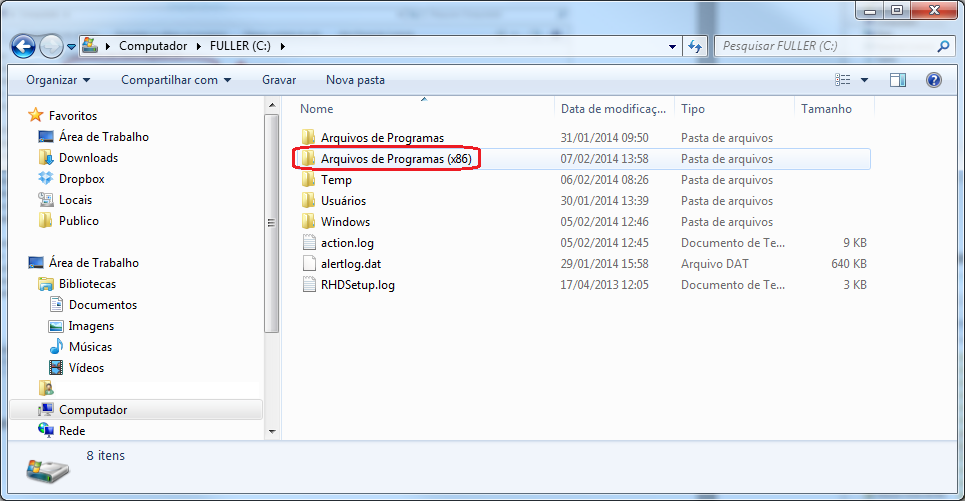 Computador FULLER (C:) Pesquisar FULLER (C:)
Organizar Compartilhar com Gravar Nova pasta
Favoritos
Área de Trabalho
Downloads
Dropbox
Locais
Publico
Área de Trabalho
Bibliotecas
Documentos
Imagens
Músicas
Vídeos
Computador
Rede
Nome Data de modificaç... Tipo Tamanho
Arquivos de Programas 31/01/2014 09:50 Pasta de arquivos
Arquivos de Programas (x86) 07/02/2014 13:58 Pasta de arquivos
Temp 06/02/2014 08:26 Pasta de arquivos
Usuários 30/01/2014 13:39 Pasta de arquivos
Windows 05/02/2014 12:46 Pasta de arquivos
action.log 05/02/2014 12:45 Documento de Te... 9 KB
alertlog.dat 29/01/2014 15:58 Arquivo DAT 640 KB
RHDSetup.log 17/04/2013 12:05 Documento de Te... 3 KB
8 itens